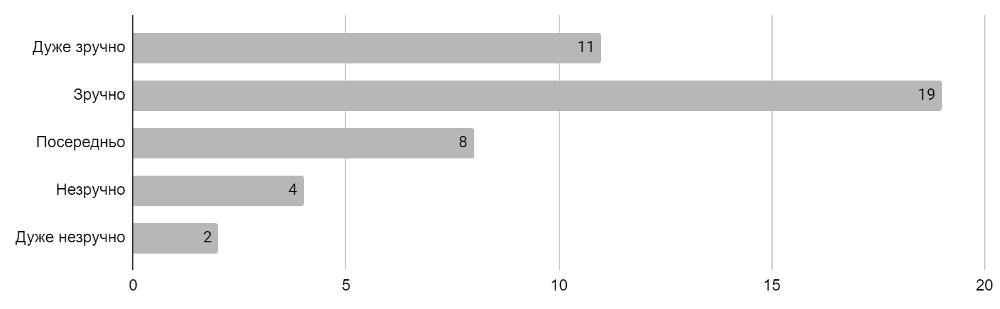 Дуже зручно 11
Зручно 19
Посередньо 8
Незручно 4
Дуже незручно 2
0 5 10 15 20